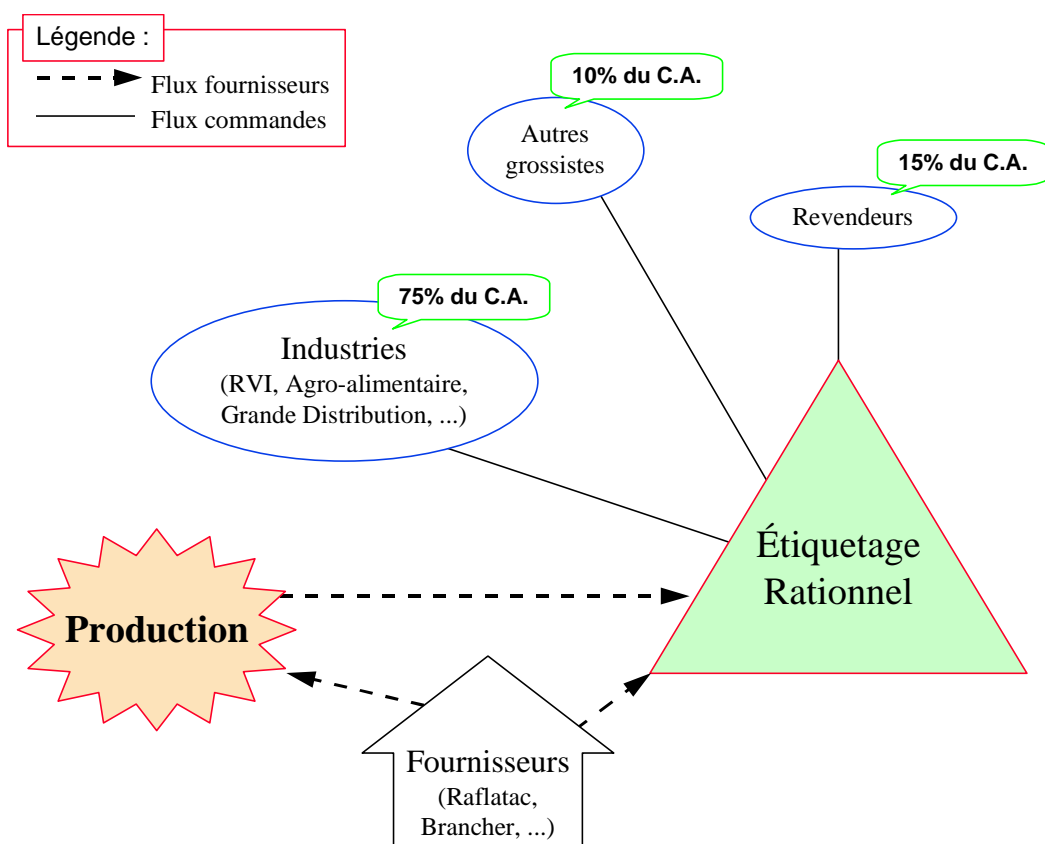 Légende :
Flux fournisseurs
Flux commandes
10% du C.A.
Autres
grossistes
15% du C.A.
Revendeurs
75% du C.A.
Industries
(RVI, Agro-alimentaire,
Grande Distribution, ...)
Étiquetage
Rationnel
Production
Fournisseurs
(Raflatac,
Brancher, ...)